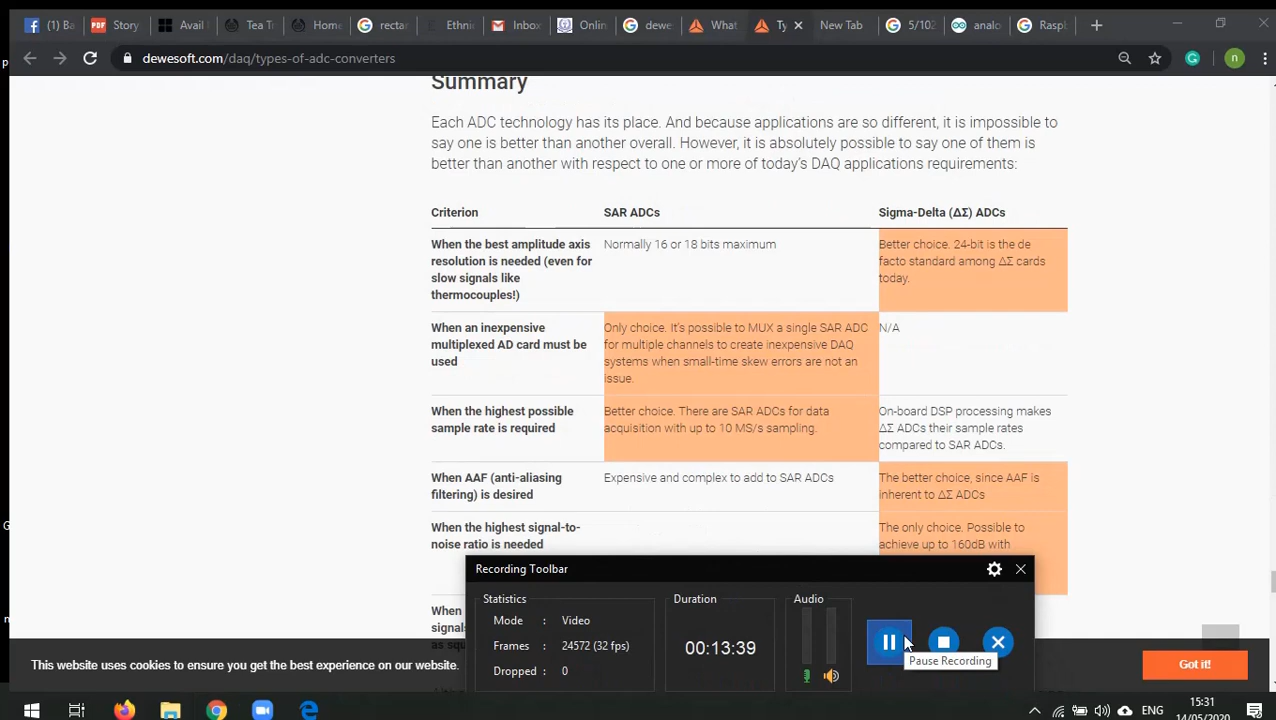 (1) Ba
Story
Avail
Tea T
Home
rectar
Ethnic
Inbox
Onlin
dewe
What
Ty
New Tab
5/102
analo
Raspb
dewesoft.com/daq/types-of-adc-converters
n
Summary
Each ADC technology has its place. And because applications are so different, it is impossible to
say one is better than another overall. However, it is absolutely possible to say one of them is
better than another with respect to one or more of today's DAQ applications requirements:
Criterion
SAR ADCs
Sigma-Delta (ΔΣ) ADCs
When the best amplitude axis
resolution is needed (even for
slow signals like
thermocouples!)
Normally 16 or 18 bits maximum
Better choice. 24-bit is the de
facto standard among ΔΣ cards
today.
When an inexpensive
multiplexed AD card must be
used
Only choice. It's possible to MUX a single SAR ADC
for multiple channels to create inexpensive DAQ
systems when small-time skew errors are not an
issue.
N/A
When the highest possible
sample rate is required
Better choice. There are SAR ADCs for data
acquisition with up to 10 MS/s sampling.
On-board DSP processing makes
ΔΣ ADCs their sample rates
compared to SAR ADCs.
When AAF (anti-aliasing
filtering) is desired
Expensive and complex to add to SAR ADCs
The better choice, since AAF is
inherent to ΔΣ ADCs
When the highest signal-to-
noise ratio is needed
The only choice. Possible to
achieve up to 160dB with
When
signals
as squ
Recording Toolbar
Statistics
Mode : Video
Frames : 24572 (32 fps)
Dropped : 0
Duration
00:13:39
Audio
Pause Recording
This website uses cookies to ensure you get the best experience on our website.
Got it!
ENG
15:31
14/05/2020